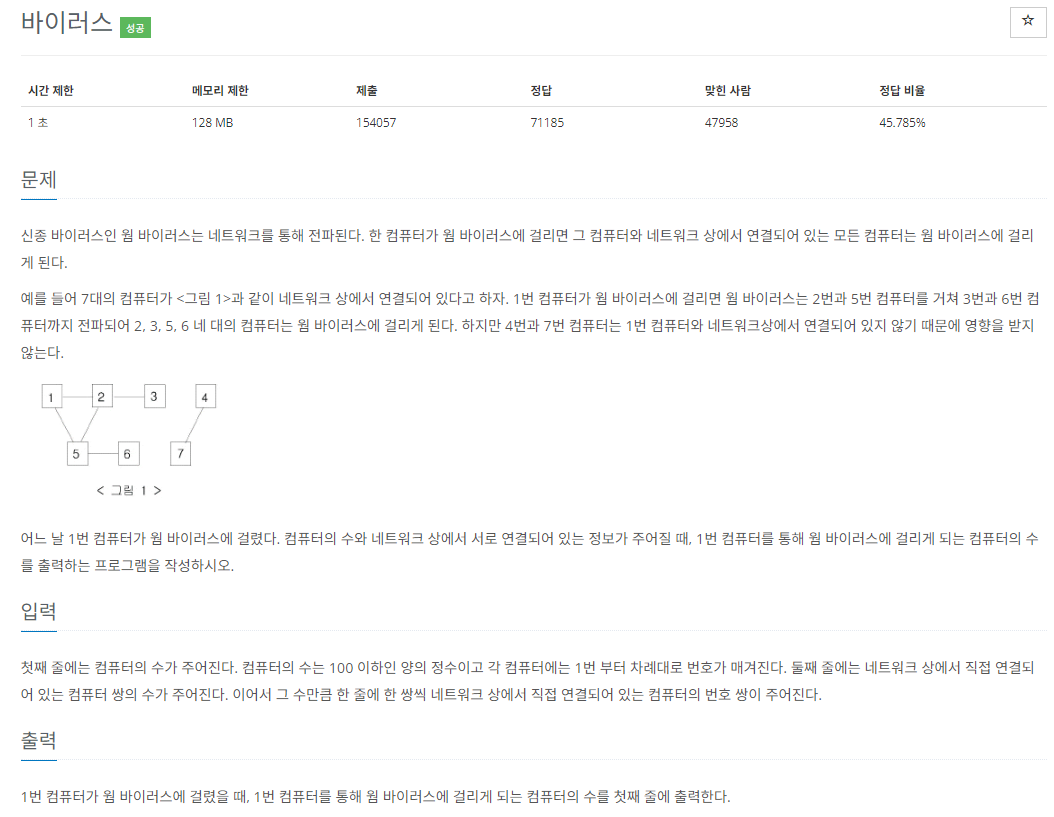 바이러스 성공
☆
시간 제한 메모리 제한 제출 정답 맞힌 사람 정답 비율
1 초 128 MB 154057 71185 47958 45.785%
문제
신종 바이러스인 웜 바이러스는 네트워크를 통해 전파된다. 한 컴퓨터가 웜 바이러스에 걸리면 그 컴퓨터와 네트워크 상에서 연결되어 있는 모든 컴퓨터는 웜 바이러스에 걸리
게 된다.
예를 들어 7대의 컴퓨터가 <그림 1>과 같이 네트워크 상에서 연결되어 있다고 하자. 1번 컴퓨터가 웜 바이러스에 걸리면 웜 바이러스는 2번과 5번 컴퓨터를 거쳐 3번과 6번 컴
퓨터까지 전파되어 2, 3, 5, 6 네 대의 컴퓨터는 웜 바이러스에 걸리게 된다. 하지만 4번과 7번 컴퓨터는 1번 컴퓨터와 네트워크상에서 연결되어 있지 않기 때문에 영향을 받지
않는다.
1 2 3 4
5 6 7
< 그림 1 >
어느 날 1번 컴퓨터가 웜 바이러스에 걸렸다. 컴퓨터의 수와 네트워크 상에서 서로 연결되어 있는 정보가 주어질 때, 1번 컴퓨터를 통해 웜 바이러스에 걸리게 되는 컴퓨터의 수
를 출력하는 프로그램을 작성하시오.
입력
첫째 줄에는 컴퓨터의 수가 주어진다. 컴퓨터의 수는 100 이하인 양의 정수이고 각 컴퓨터에는 1번 부터 차례대로 번호가 매겨진다. 둘째 줄에는 네트워크 상에서 직접 연결되
어 있는 컴퓨터 쌍의 수가 주어진다. 이어서 그 수만큼 한 줄에 한 쌍씩 네트워크 상에서 직접 연결되어 있는 컴퓨터의 번호 쌍이 주어진다.
출력
1번 컴퓨터가 웜 바이러스에 걸렸을 때, 1번 컴퓨터를 통해 웜 바이러스에 걸리게 되는 컴퓨터의 수를 첫째 줄에 출력한다.